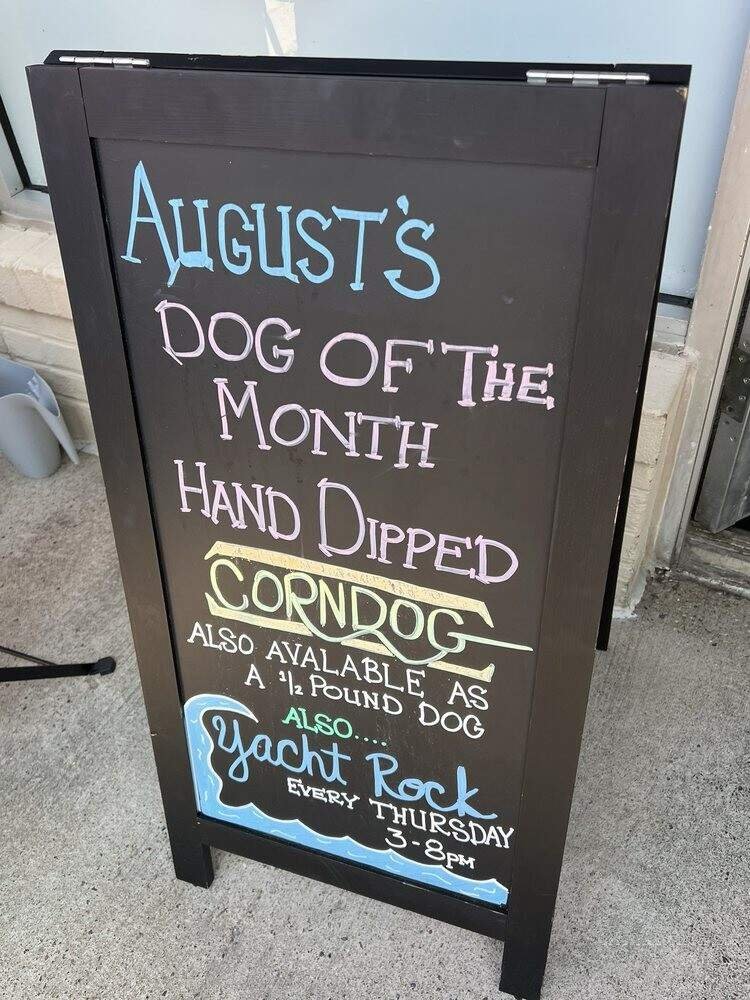 AUGUST'S
DOG OF THE
MONTH
HAND DIPPED
CORNDOG
ALSO AVALABLE AS
A 1/2 POUND DOG
ALSO....
Yacht Rock
EVERY THURSDAY
3-8PM